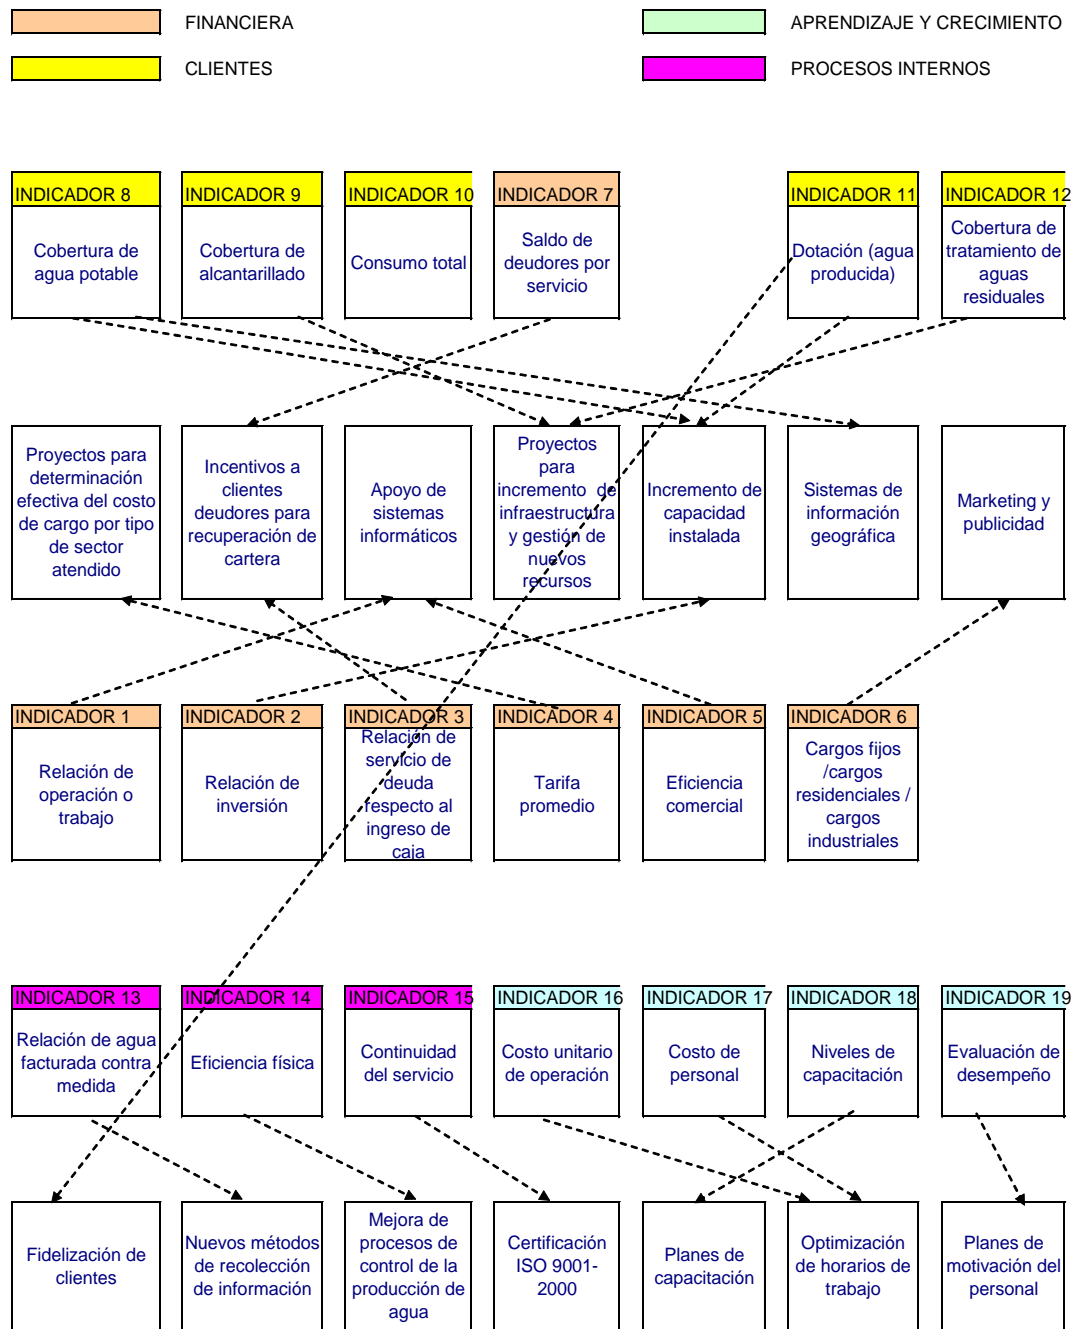 FINANCIERA
APRENDIZAJE Y CRECIMIENTO
CLIENTES
PROCESOS INTERNOS
INDICADOR 8
Cobertura de
agua potable
INDICADOR 9
Cobertura de
alcantarillado
INDICADOR 10
Consumo total
INDICADOR 7
Saldo de
deudores por
servicio
INDICADOR 11
Dotación (agua
producida)
INDICADOR 12
Cobertura de
tratamiento de
aguas
residuales
Proyectos para
determinación
efectiva del costo
de cargo por tipo
de sector
atendido
Incentivos a
clientes
deudores para
recuperación de
cartera
Apoyo de
sistemas
informáticos
Proyectos
para
incremento de
infraestructura
y gestión de
nuevos
recursos
Incremento de
capacidad
instalada
Sistemas de
información
geográfica
Marketing y
publicidad
INDICADOR 1
Relación de
operación o
trabajo
INDICADOR 2
Relación de
inversión
INDICADOR 3
Relación de
servicio de
deuda
respecto al
ingreso de
caja
INDICADOR 4
Tarifa
promedio
INDICADOR 5
Eficiencia
comercial
INDICADOR 6
Cargos fijos
/cargos
residenciales /
cargos
industriales
INDICADOR 13
Relación de agua
facturada contra
medida
INDICADOR 14
Eficiencia física
INDICADOR 15
Continuidad
del servicio
INDICADOR 16
Costo unitario
de operación
INDICADOR 17
Costo de
personal
INDICADOR 18
Niveles de
capacitación
INDICADOR 19
Evaluación de
desempeño
Fidelización de
clientes
Nuevos métodos
de recolección
de información
Mejora de
procesos de
control de la
producción de
agua
Certificación
ISO 9001-
2000
Planes de
capacitación
Optimización
de horarios de
trabajo
Planes de
motivación del
personal